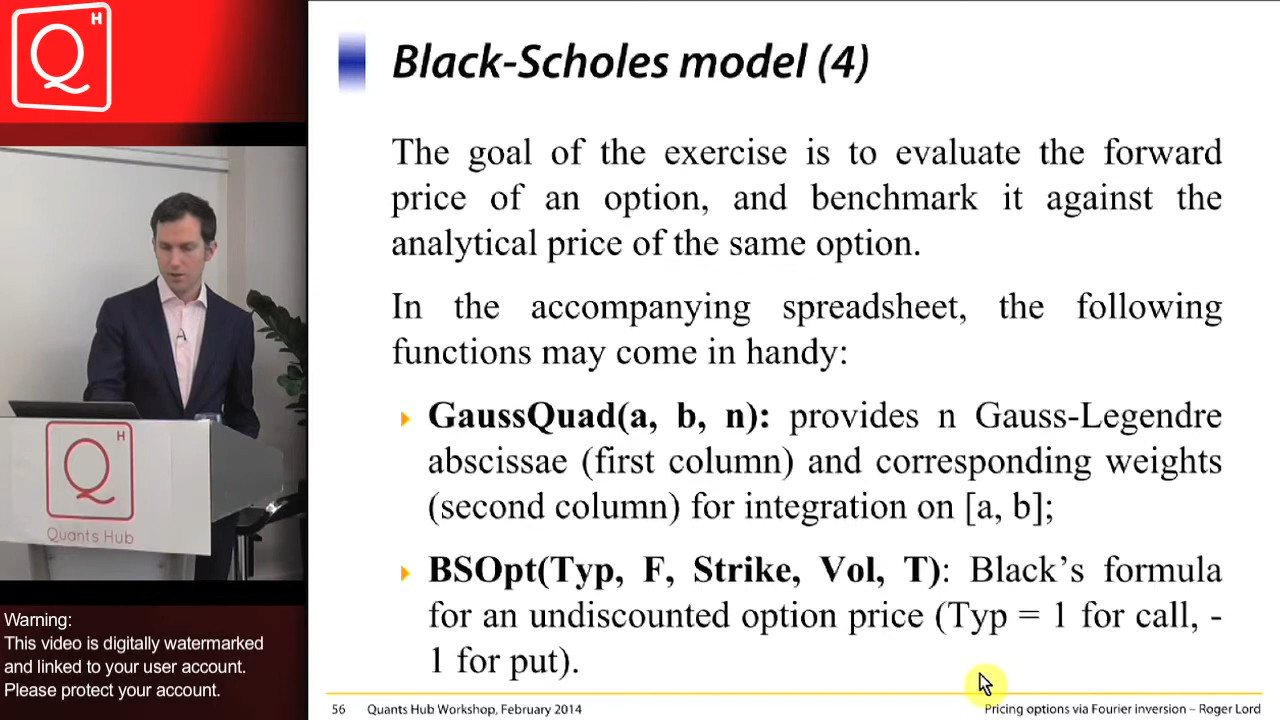 H
Q
Black-Scholes model (4)
The goal of the exercise is to evaluate the forward
price of an option, and benchmark it against the
analytical price of the same option.
In the accompanying spreadsheet, the following
functions may come in handy:
GaussQuad(a, b, n): provides n Gauss-Legendre
abscissae (first column) and corresponding weights
(second column) for integration on [a, b];
BSOpt(Typ, F, Strike, Vol, T): Black's formula
for an undiscounted option price (Typ = 1 for call, -
1 for put).
H
Q
Quants Hub
Warning:
This video is digitally watermarked
and linked to your user account.
Please protect your account.
56 Quants Hub Workshop, February 2014 Pricing options via Fourier inversion – Roger Lord